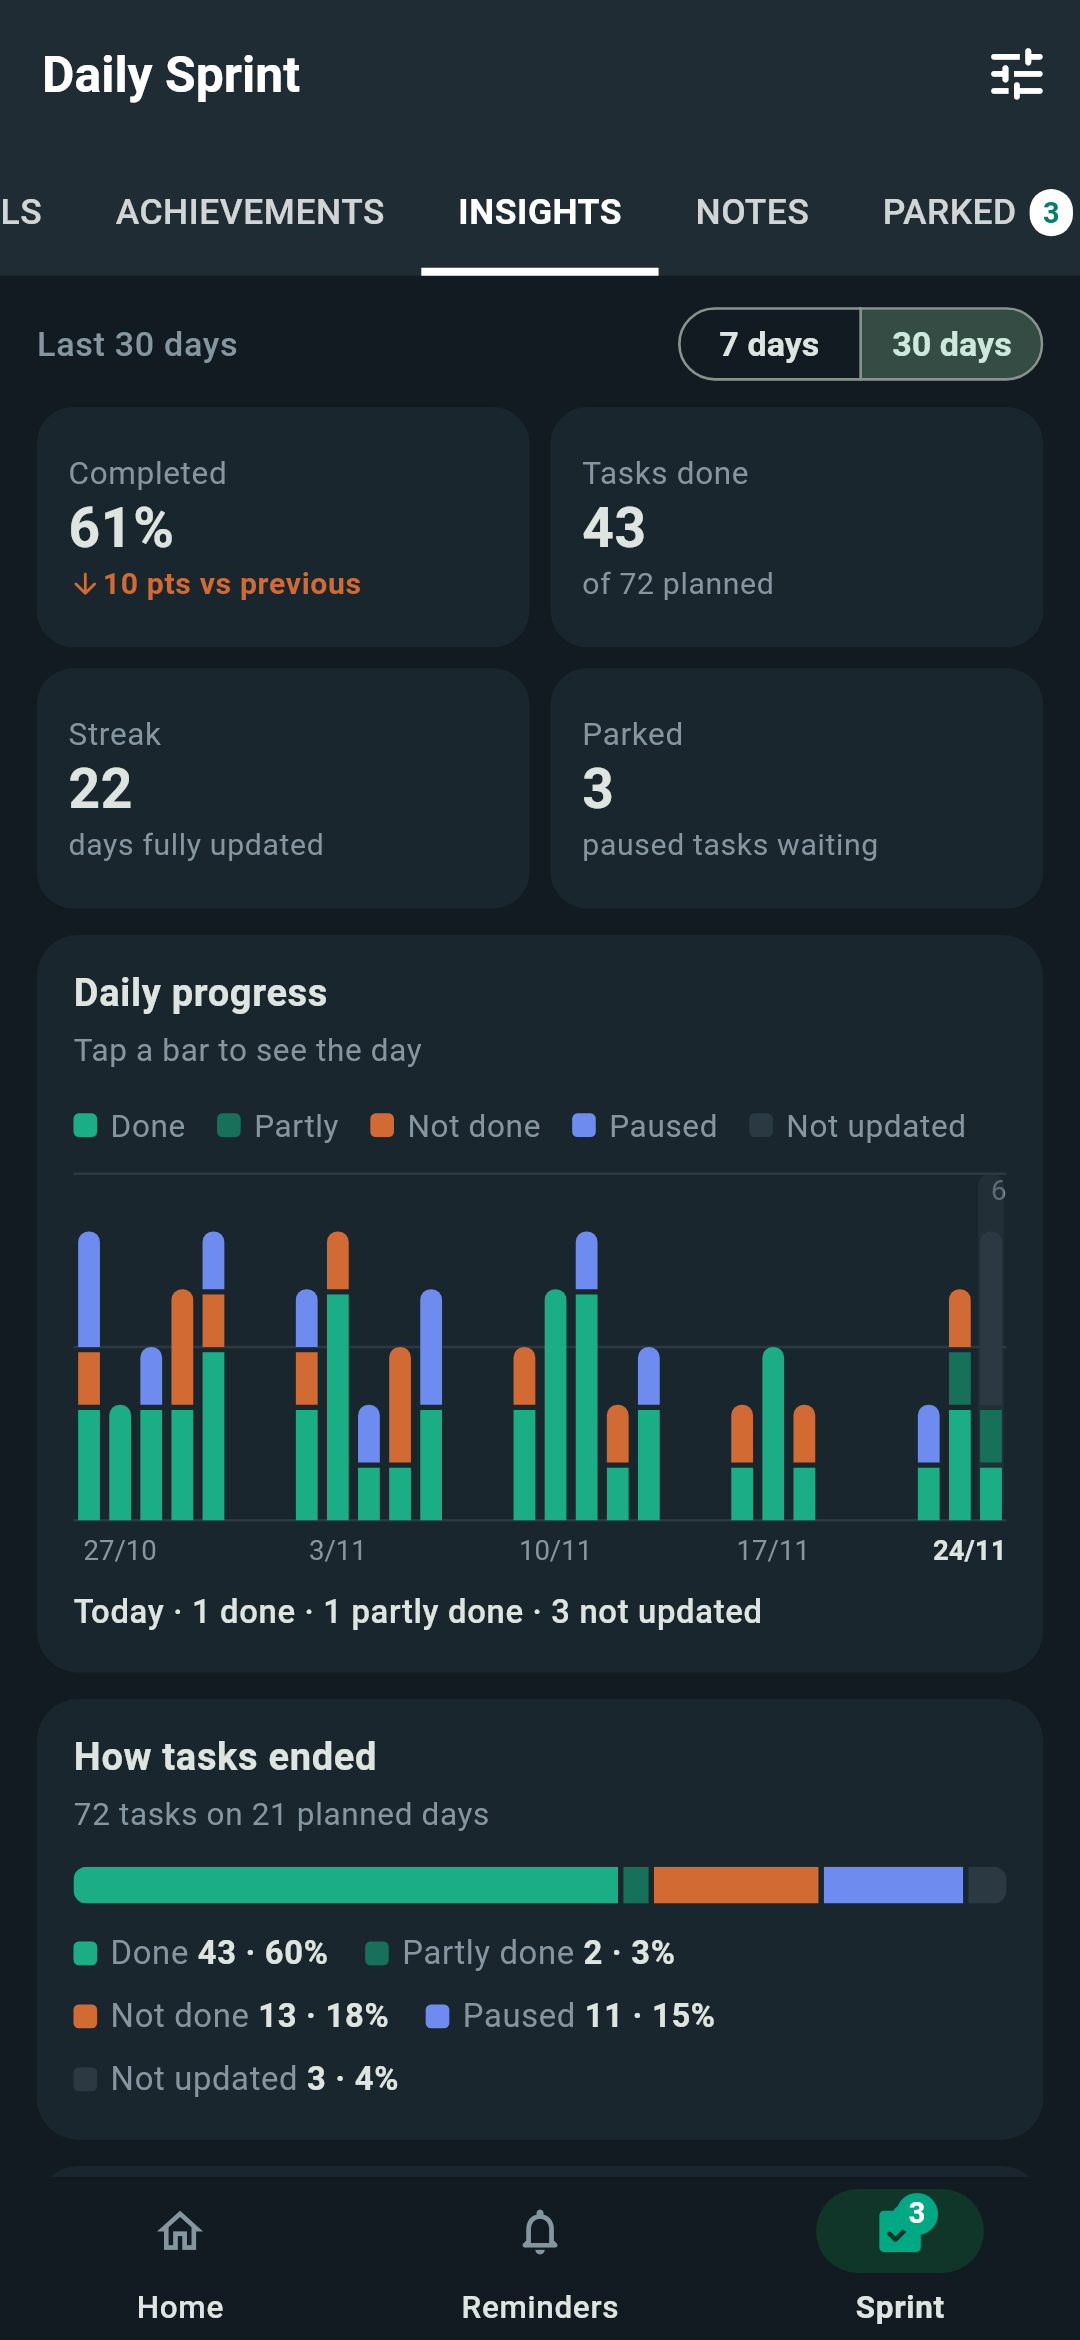 Daily Sprint
LS ACHIEVEMENTS INSIGHTS NOTES PARKED 3
Last 30 days 7 days 30 days
Completed
61%
↓ 10 pts vs previous
Tasks done
43
of 72 planned
Streak
22
days fully updated
Parked
3
paused tasks waiting
Daily progress
Tap a bar to see the day
Done Partly Not done Paused Not updated
6
27/10 3/11 10/11 17/11 24/11
Today · 1 done · 1 partly done · 3 not updated
How tasks ended
72 tasks on 21 planned days
Done 43 · 60% Partly done 2 · 3%
Not done 13 · 18% Paused 11 · 15%
Not updated 3 · 4%
3
Home Reminders Sprint